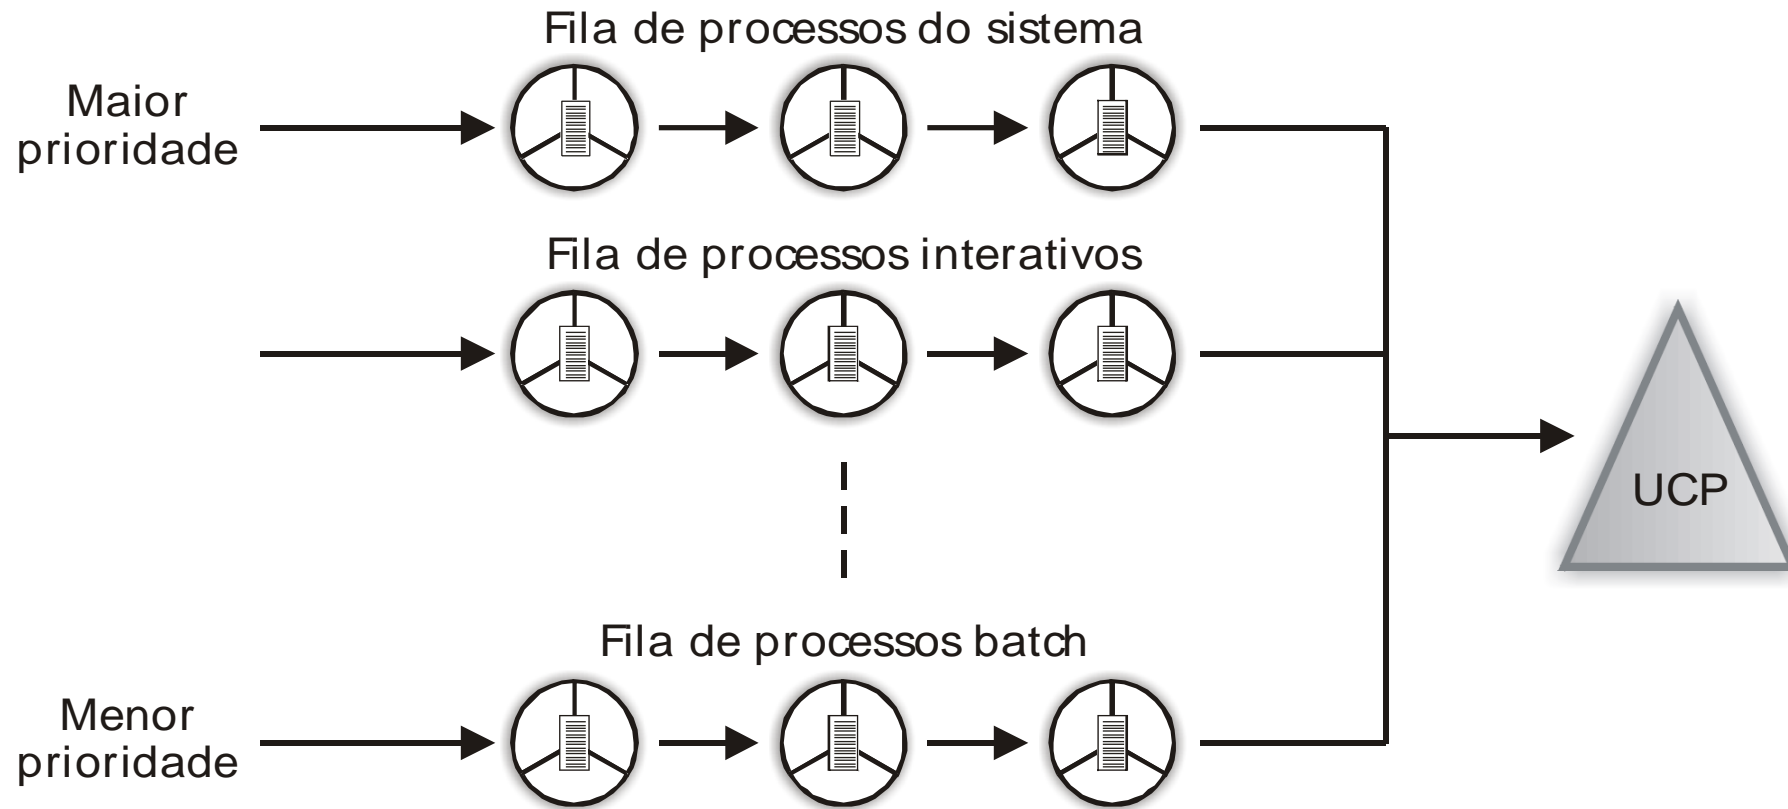 Fila de processos do sistema
Maior
prioridade
Fila de processos interativos
UCP
Fila de processos batch
Menor
prioridade